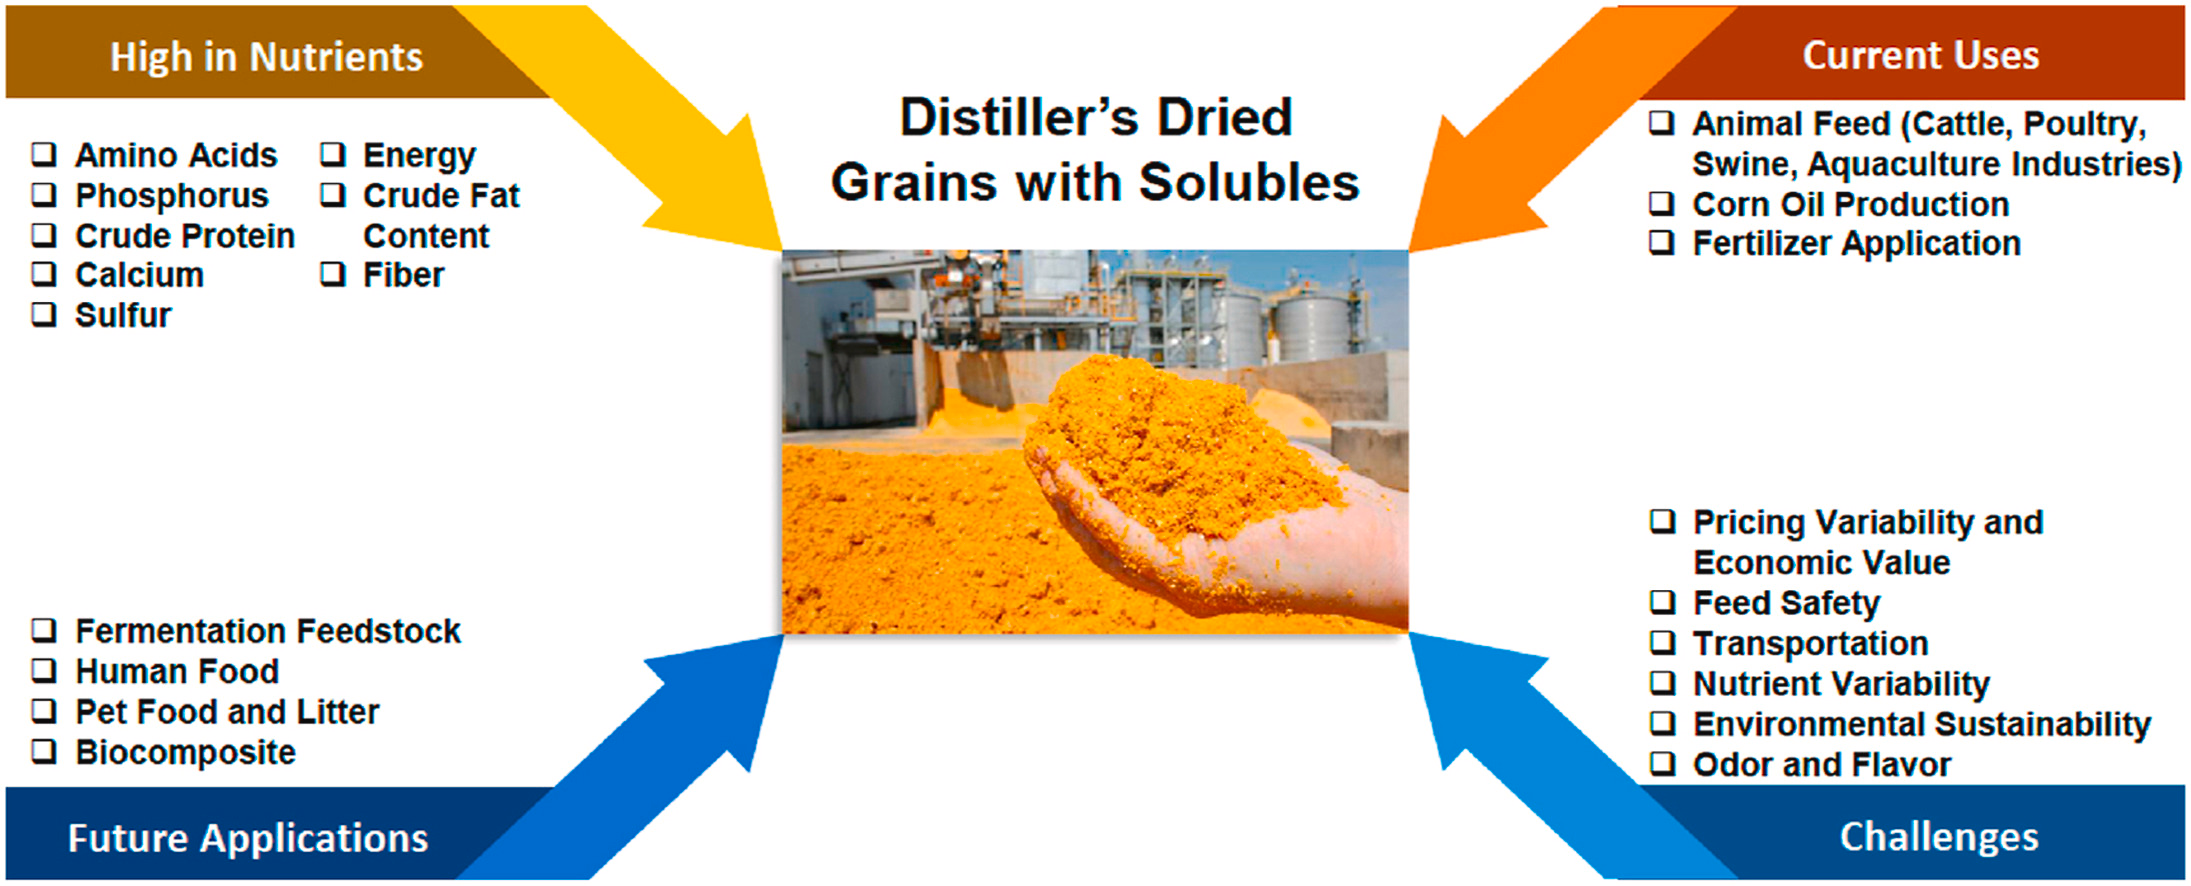 High in Nutrients
Amino Acids
Phosphorus
Crude Protein
Calcium
Sulfur
Energy
Crude Fat
Content
Fiber
Distiller’s Dried
Grains with Solubles
Current Uses
Animal Feed (Cattle, Poultry,
Swine, Aquaculture Industries)
Corn Oil Production
Fertilizer Application
Fermentation Feedstock
Human Food
Pet Food and Litter
Biocomposite
Future Applications
Pricing Variability and
Economic Value
Feed Safety
Transportation
Nutrient Variability
Environmental Sustainability
Odor and Flavor
Challenges